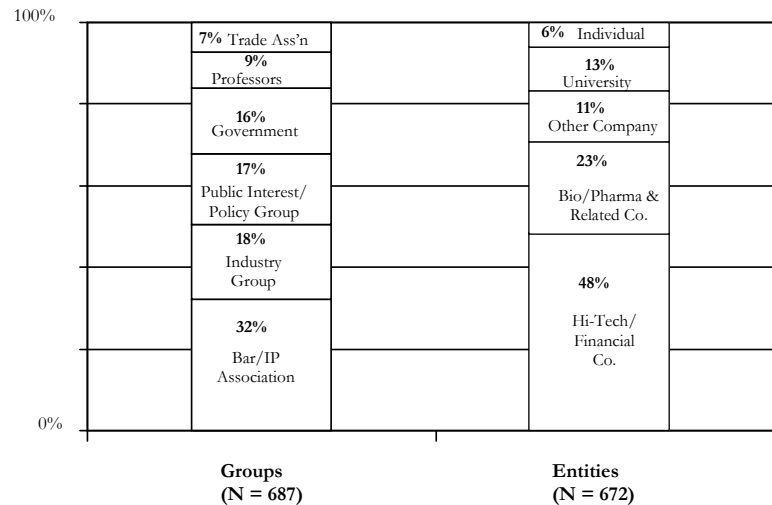 100%
7% Trade Ass'n
9%
Professors
16%
Government
17%
Public Interest/
Policy Group
18%
Industry
Group
32%
Bar/IP
Association
6% Individual
13%
University
11%
Other Company
23%
Bio/Pharma &
Related Co.
48%
Hi-Tech/
Financial
Co.
0%
Groups
(N = 687)
Entities
(N = 672)